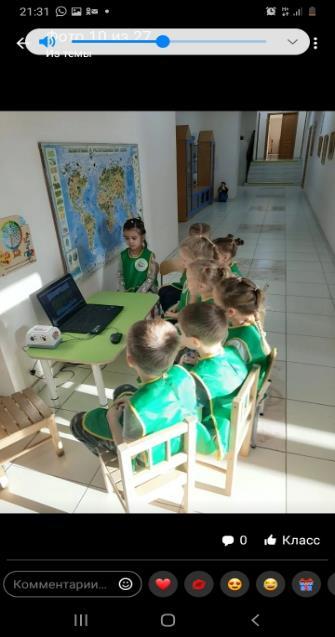 21:31
Фото 10 из 27
Из темы
0 Класс
Комментарии...